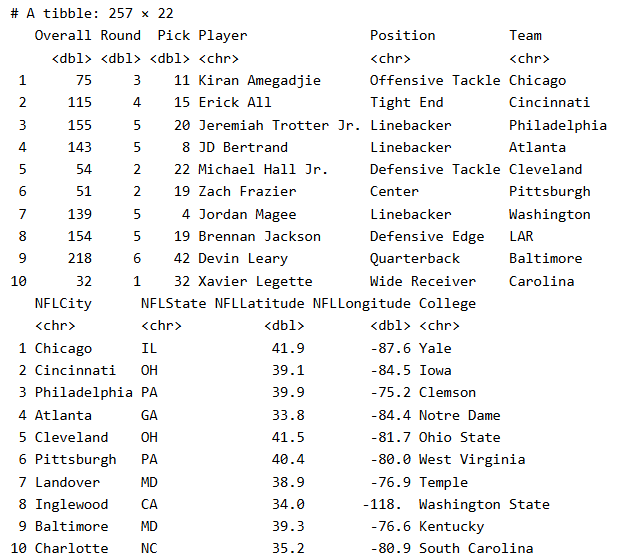 # A tibble: 257 × 22
   Overall Round  Pick Player              Position         Team
     <dbl> <dbl> <dbl> <chr>               <chr>            <chr>
 1      75     3    11 Kiran Amegadjie     Offensive Tackle Chicago
 2     115     4    15 Erick All           Tight End        Cincinnati
 3     155     5    20 Jeremiah Trotter Jr. Linebacker       Philadelphia
 4     143     5     8 JD Bertrand         Linebacker       Atlanta
 5      54     2    22 Michael Hall Jr.    Defensive Tackle Cleveland
 6      51     2    19 Zach Frazier        Center           Pittsburgh
 7     139     5     4 Jordan Magee        Linebacker       Washington
 8     154     5    19 Brennan Jackson     Defensive Edge   LAR
 9     218     6    42 Devin Leary         Quarterback      Baltimore
10      32     1    32 Xavier Legette      Wide Receiver    Carolina
   NFLCity      NFLState NFLLatitude NFLLongitude College
   <chr>        <chr>          <dbl>        <dbl> <chr>
 1 Chicago      IL              41.9        -87.6 Yale
 2 Cincinnati   OH              39.1        -84.5 Iowa
 3 Philadelphia PA              39.9        -75.2 Clemson
 4 Atlanta      GA              33.8        -84.4 Notre Dame
 5 Cleveland    OH              41.5        -81.7 Ohio State
 6 Pittsburgh   PA              40.4        -80.0 West Virginia
 7 Landover     MD              38.9        -76.9 Temple
 8 Inglewood    CA              34.0       -118.  Washington State
 9 Baltimore    MD              39.3        -76.6 Kentucky
10 Charlotte    NC              35.2        -80.9 South Carolina